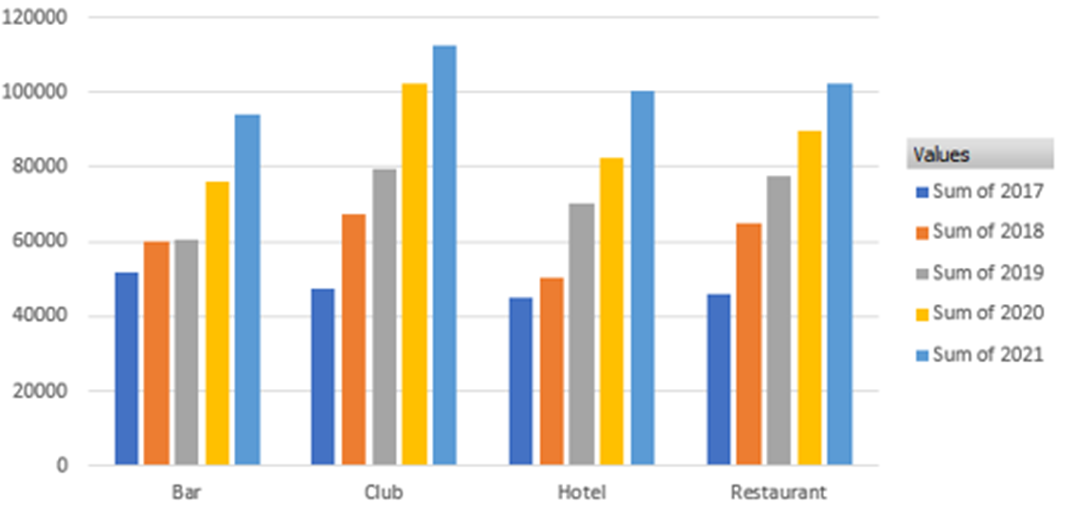 120000
100000
80000
60000
40000
20000
0
Bar Club Hotel Restaurant
Values
Sum of 2017
Sum of 2018
Sum of 2019
Sum of 2020
Sum of 2021